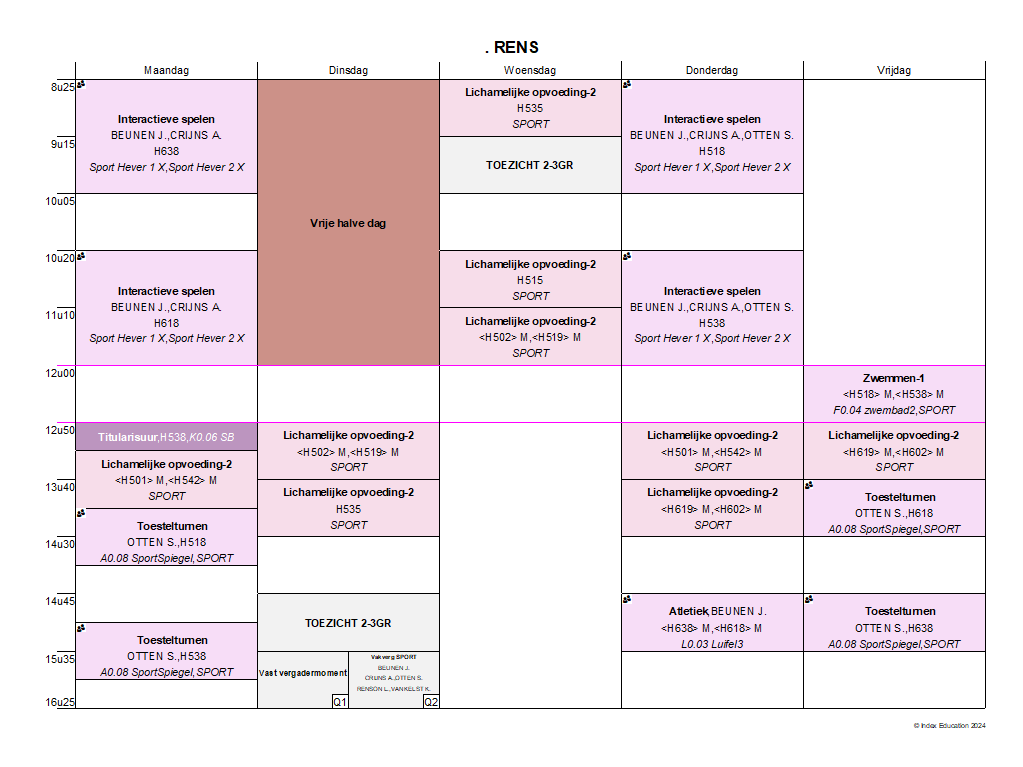 . RENS
Maandag
Dinsdag
Woensdag
Donderdag
Vrijdag
8u25
9u15
10u05
10u20
11u10
12u00
12u50
13u40
14u30
14u45
15u35
16u25
Interactieve spelen
BEUNEN J.,CRIJNS A.
H638
Sport Hever 1 X,Sport Hever 2 X
Interactieve spelen
BEUNEN J.,CRIJNS A.
H618
Sport Hever 1 X,Sport Hever 2 X
Titularisuur,H538,K0.06 SB
Lichamelijke opvoeding-2
<H501> M,<H542> M
SPORT
Toestelturnen
OTTEN S.,H518
A0.08 SportSpiegel,SPORT
Toestelturnen
OTTEN S.,H538
A0.08 SportSpiegel,SPORT
Vrije halve dag
Lichamelijke opvoeding-2
<H502> M,<H519> M
SPORT
Lichamelijke opvoeding-2
H535
SPORT
TOEZICHT 2-3GR
Vast vergadermoment
Q1
Vakwerg SPORT
BEUNEN J.
CRIJNS A.,OTTEN S.
RENSON L.,VANKELST K.
Q2
Lichamelijke opvoeding-2
H535
SPORT
TOEZICHT 2-3GR
Lichamelijke opvoeding-2
H515
SPORT
Lichamelijke opvoeding-2
<H502> M,<H519> M
SPORT
Interactieve spelen
BEUNEN J.,CRIJNS A.,OTTEN S.
H518
Sport Hever 1 X,Sport Hever 2 X
Interactieve spelen
BEUNEN J.,CRIJNS A.,OTTEN S.
H538
Sport Hever 1 X,Sport Hever 2 X
Lichamelijke opvoeding-2
<H501> M,<H542> M
SPORT
Lichamelijke opvoeding-2
<H619> M,<H602> M
SPORT
Atletiek,BEUNEN J.
<H638> M,<H618> M
L0.03 Luifel3
Zwemmen-1
<H518> M,<H538> M
F0.04 zwembad2,SPORT
Lichamelijke opvoeding-2
<H619> M,<H602> M
SPORT
Toestelturnen
OTTEN S.,H618
A0.08 SportSpiegel,SPORT
Toestelturnen
OTTEN S.,H638
A0.08 SportSpiegel,SPORT
© Index Education 2024